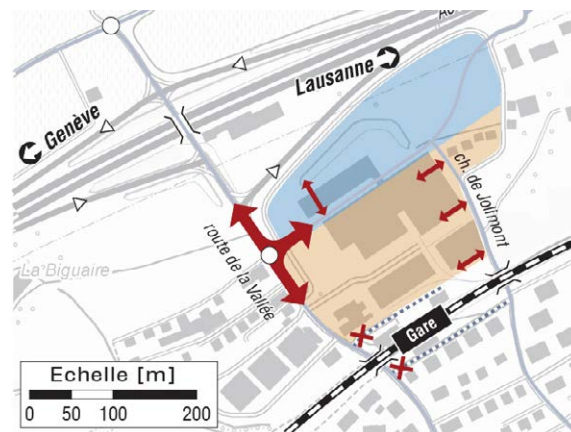 Lausanne
Genève
ch. de Jolimont
route de la Vallée
La Biguaire
Gare
Echelle [m]
0 50 100 200